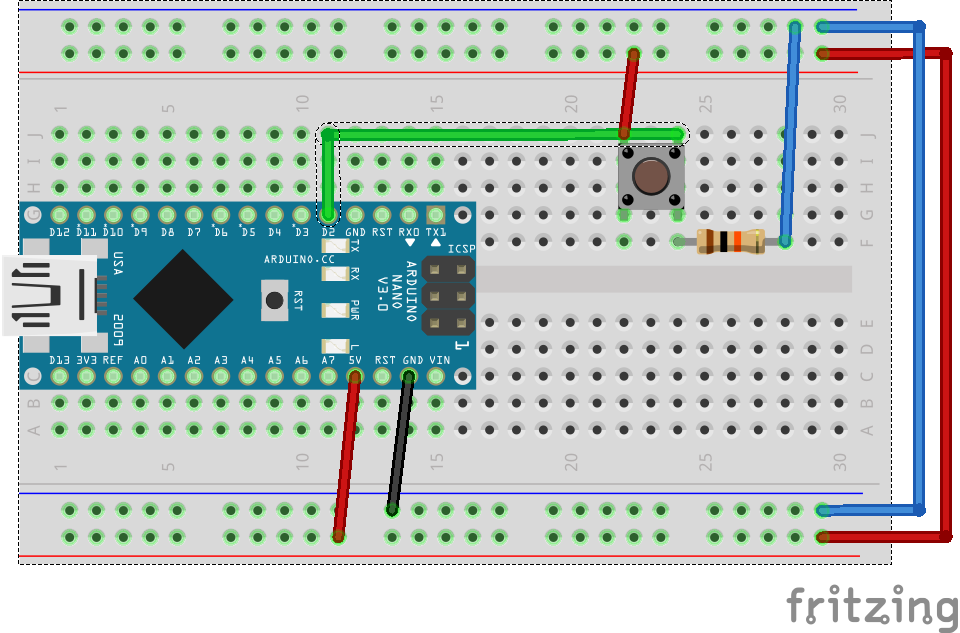 1 5 10 15 20 25 30
J J
I I
H H
G G
D12 D11 D10 D9 D8 D7 D6 D5 D4 D3 D2 GND RST RX0 TX1
F F
TX
ICSP
ARDUINO.CC
USA
RX
RST
ARDUINO
NANO
V3.0
PWR
2009
1
L
E E
D D
D13 3V3 REF A0 A1 A2 A3 A4 A5 A6 A7 5V RST GND VIN
C C
B B
A A
1 5 10 15 20 25 30
fritzing